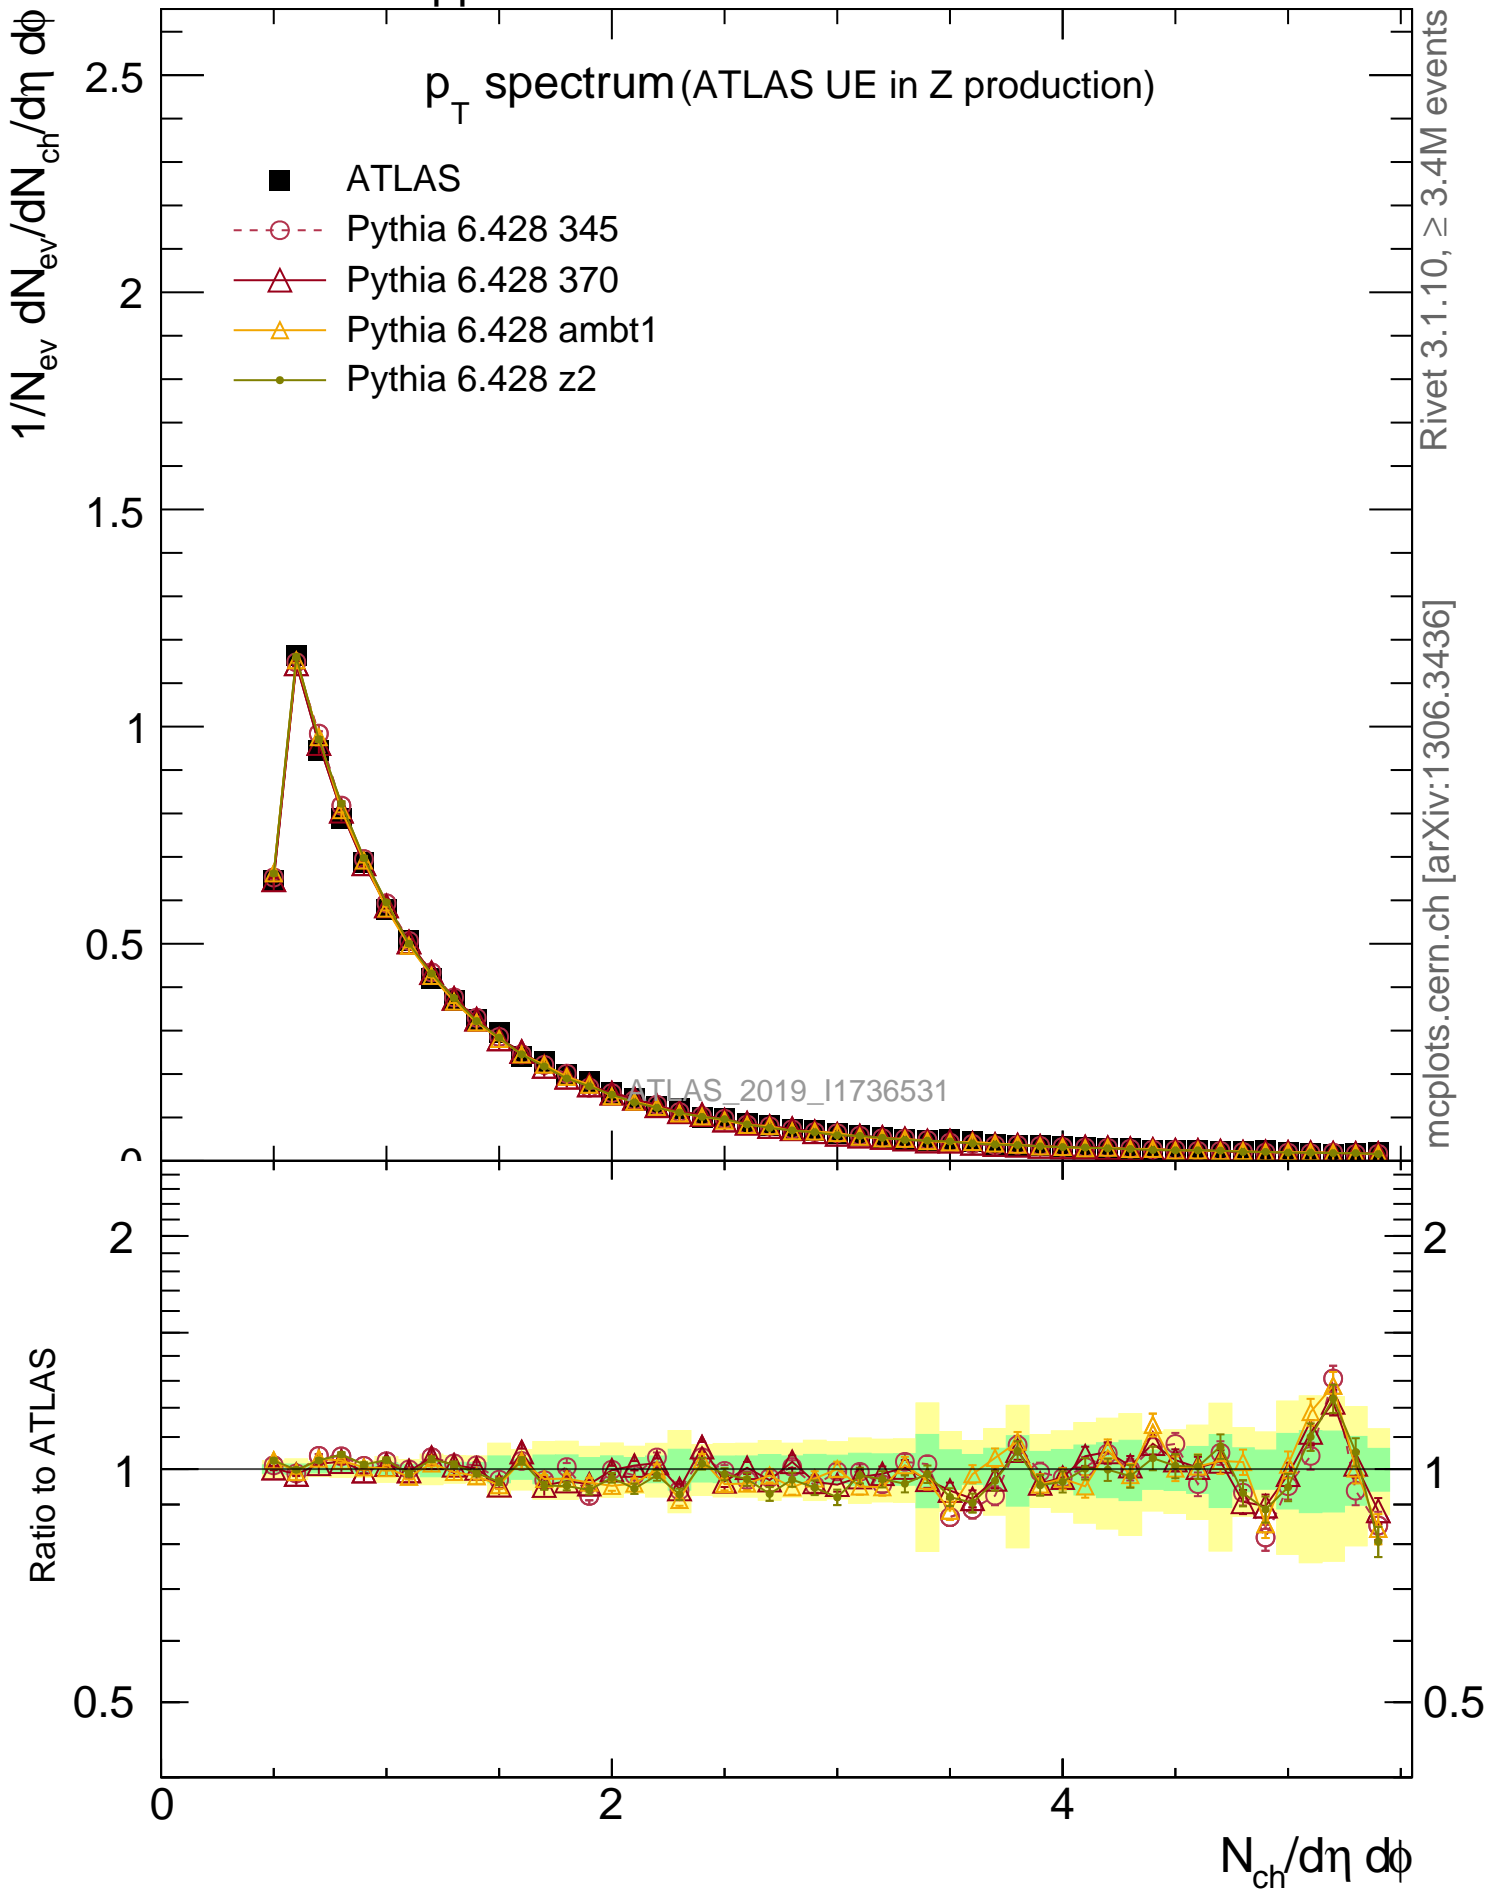 1/N_ev dN_ev/dN_ch/dη dϕ
p_T spectrum (ATLAS UE in Z production)
ATLAS
Pythia 6.428 345
Pythia 6.428 370
Pythia 6.428 ambt1
Pythia 6.428 z2
2.5
2
1.5
1
0.5
0
ATLAS_2019_I1736531
Rivet 3.1.10, ≥ 3.4M events
mcplots.cern.ch [arXiv:1306.3436]
Ratio to ATLAS
2
1
0.5
2
1
0.5
0
2
4
N_ch/dη dϕ